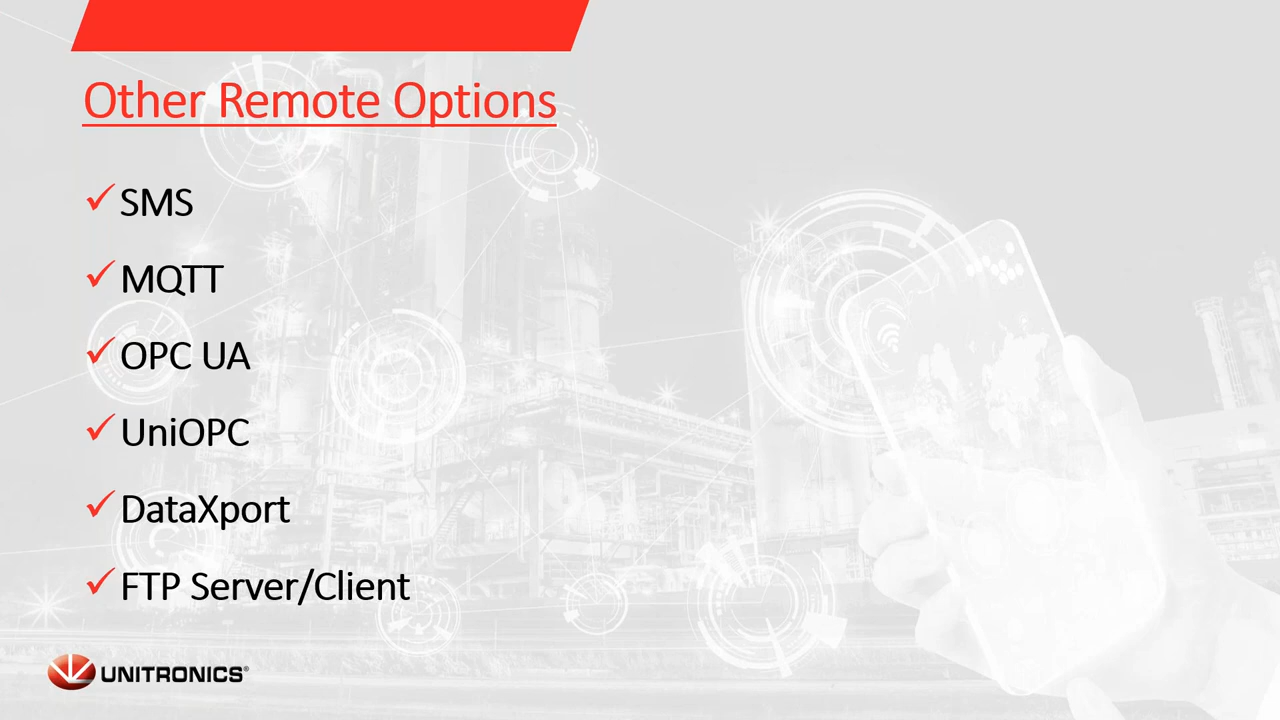 Other Remote Options
SMS
MQTT
OPC UA
UniOPC
DataXport
FTP Server/Client
UNITRONICS®